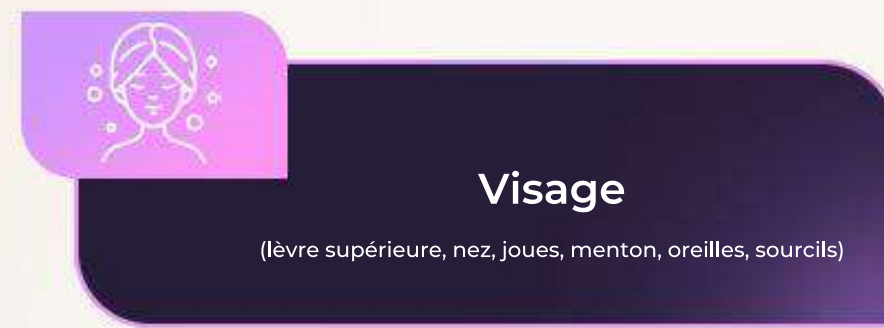 Visage
(lèvre supérieure, nez, joues, menton, oreilles, sourcils)